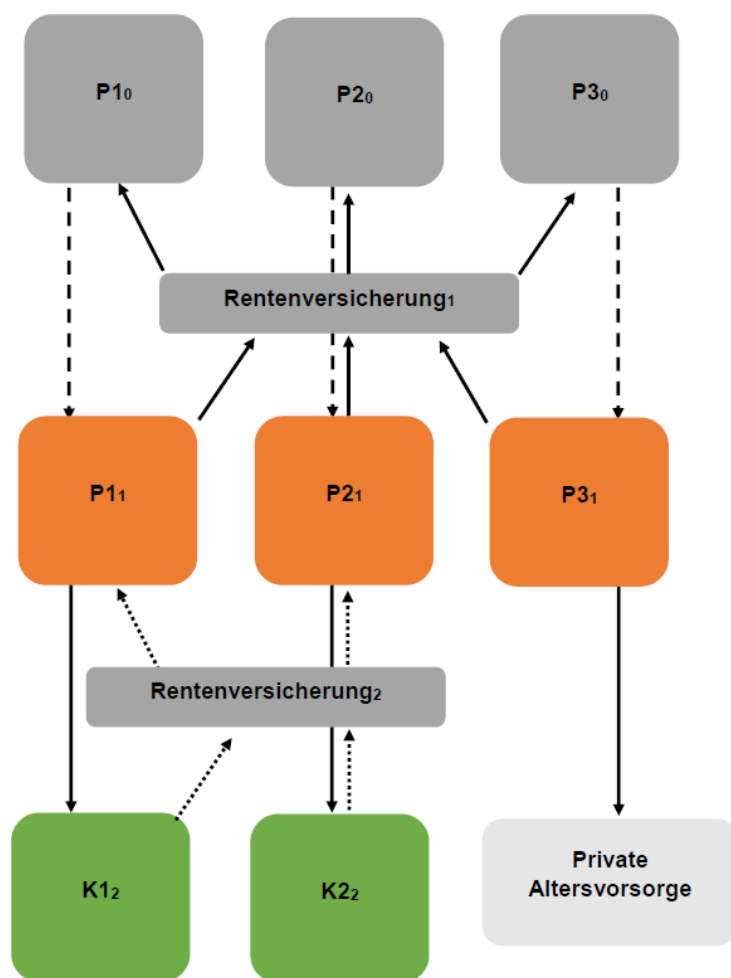 P1₀
P2₀
P3₀
Rentenversicherung₁
P1₁
P2₁
P3₁
Rentenversicherung₂
K1₂
K2₂
Private
Altersvorsorge